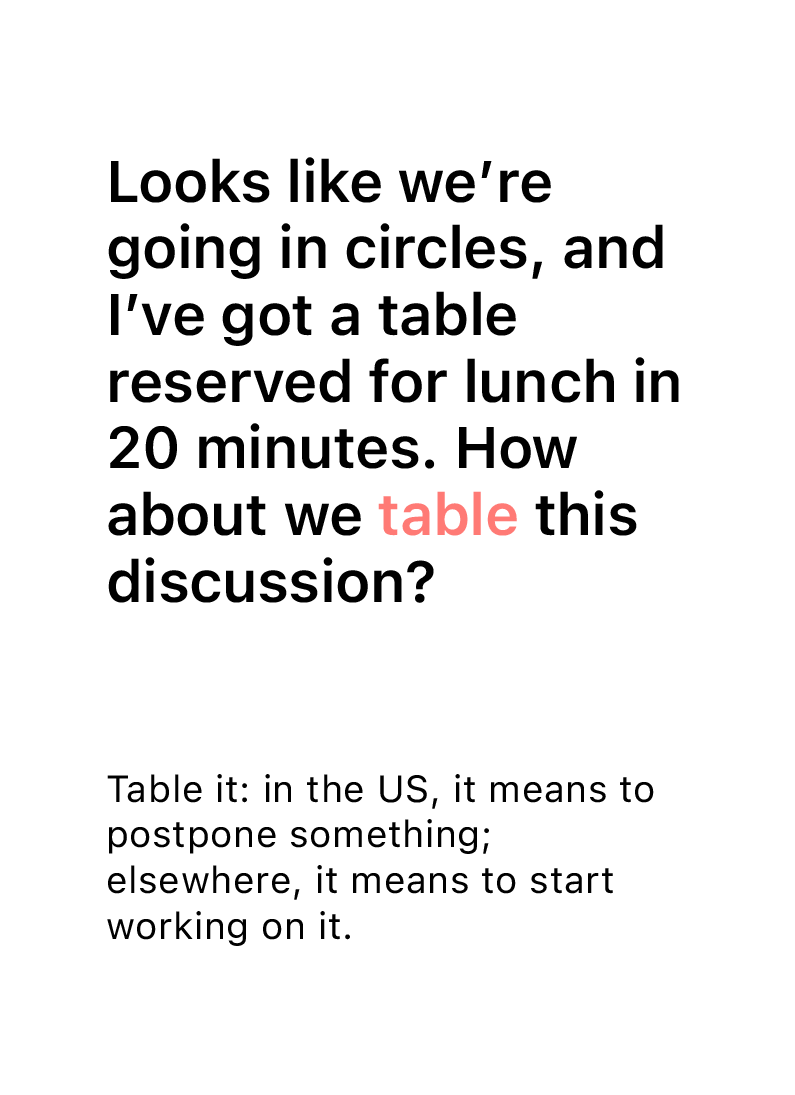 Looks like we’re
going in circles, and
I’ve got a table
reserved for lunch in
20 minutes. How
about we table this
discussion?
Table it: in the US, it means to
postpone something;
elsewhere, it means to start
working on it.